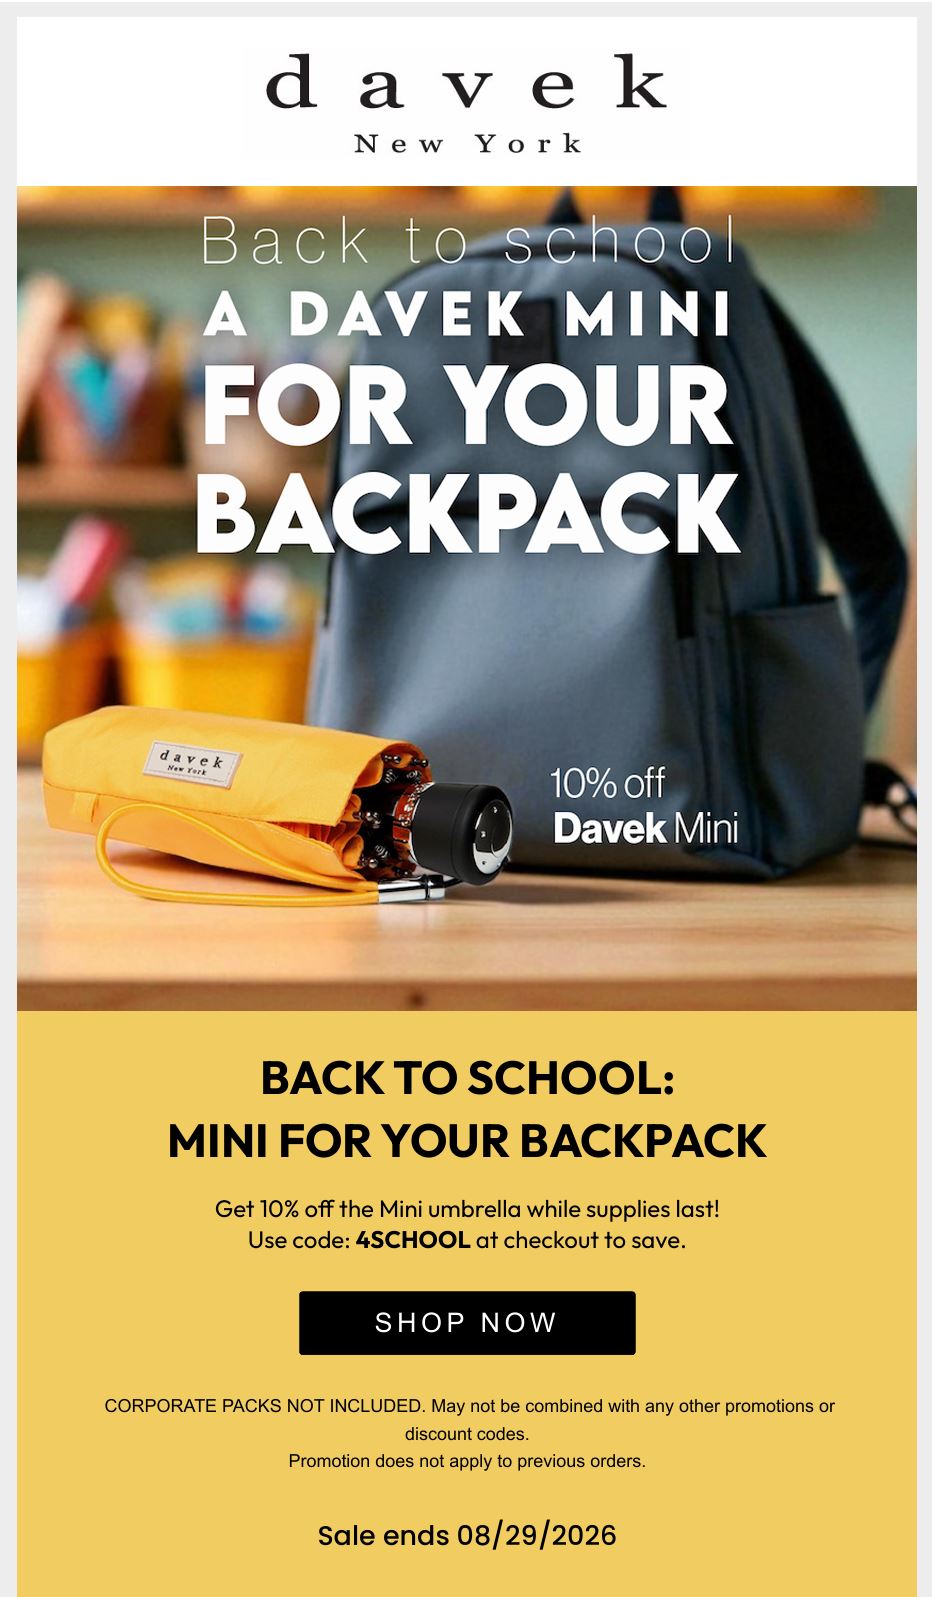 davek
New York
Back to school
A DAVEK MINI
FOR YOUR
BACKPACK
davek
New York
10% off
Davek Mini
BACK TO SCHOOL:
MINI FOR YOUR BACKPACK
Get 10% off the Mini umbrella while supplies last!
Use code: 4SCHOOL at checkout to save.
SHOP NOW
CORPORATE PACKS NOT INCLUDED. May not be combined with any other promotions or
discount codes.
Promotion does not apply to previous orders.
Sale ends 08/29/2026